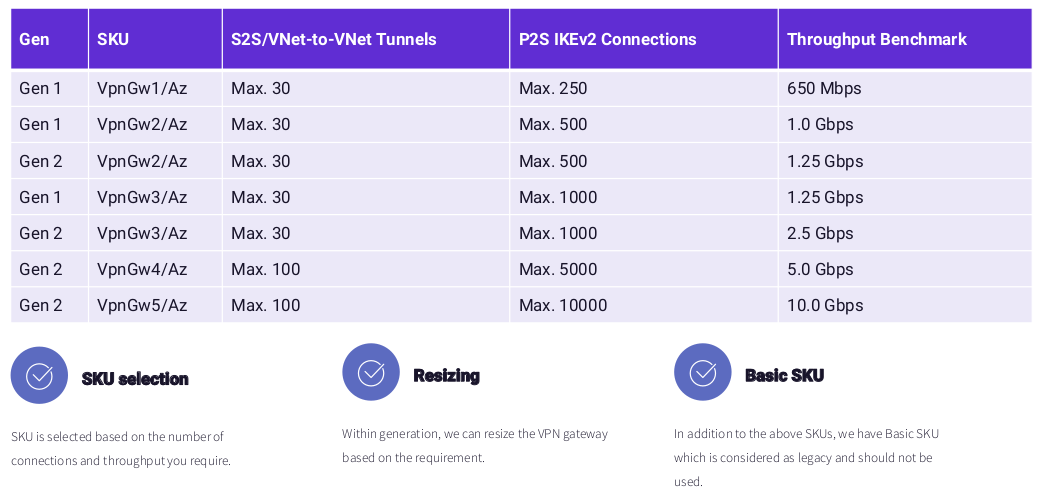 Gen SKU S2S/VNet-to-VNet Tunnels P2S IKEv2 Connections Throughput Benchmark
Gen 1 VpnGw1/Az Max. 30 Max. 250 650 Mbps
Gen 1 VpnGw2/Az Max. 30 Max. 500 1.0 Gbps
Gen 2 VpnGw2/Az Max. 30 Max. 500 1.25 Gbps
Gen 1 VpnGw3/Az Max. 30 Max. 1000 1.25 Gbps
Gen 2 VpnGw3/Az Max. 30 Max. 1000 2.5 Gbps
Gen 2 VpnGw4/Az Max. 100 Max. 5000 5.0 Gbps
Gen 2 VpnGw5/Az Max. 100 Max. 10000 10.0 Gbps
SKU selection
SKU is selected based on the number of
connections and throughput you require.
Resizing
Within generation, we can resize the VPN gateway
based on the requirement.
Basic SKU
In addition to the above SKUs, we have Basic SKU
which is considered as legacy and should not be
used.